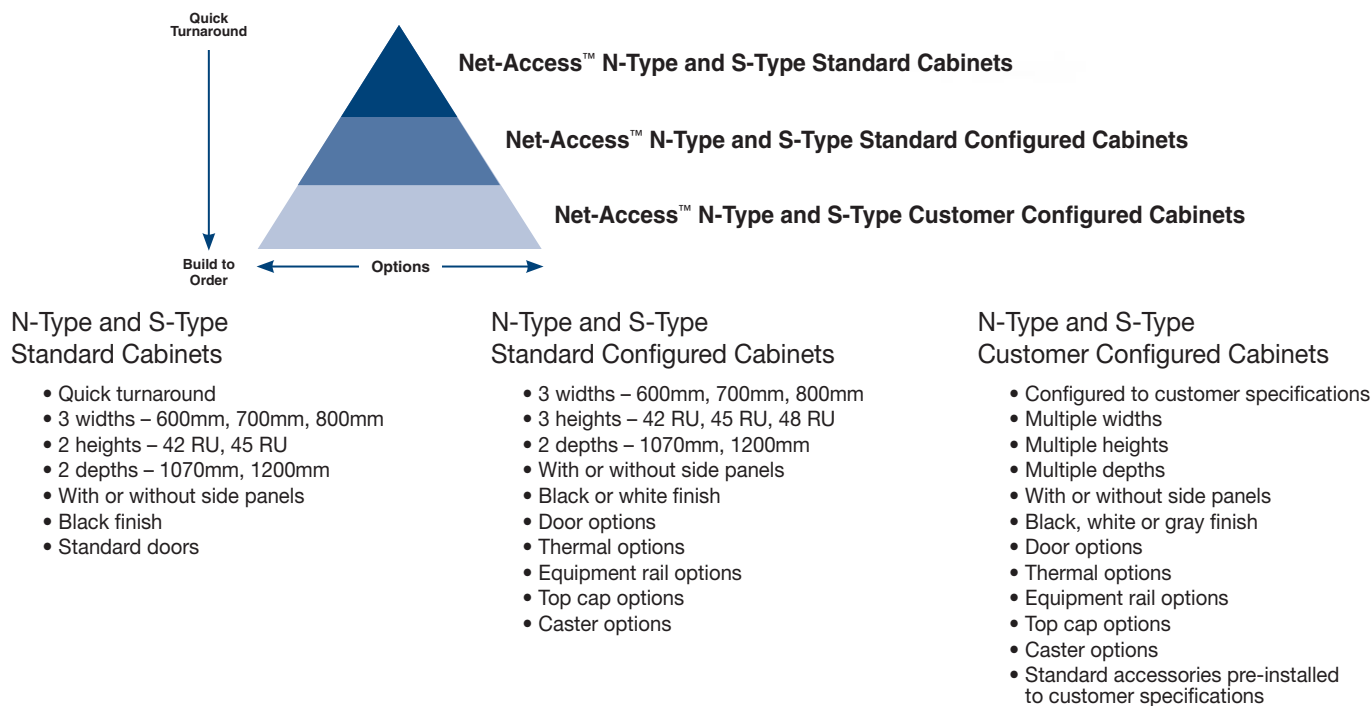 Quick
Turnaround
Net-Access™ N-Type and S-Type Standard Cabinets
Net-Access™ N-Type and S-Type Standard Configured Cabinets
Net-Access™ N-Type and S-Type Customer Configured Cabinets
Build to
Order
Options
N-Type and S-Type
Standard Cabinets
• Quick turnaround
• 3 widths – 600mm, 700mm, 800mm
• 2 heights – 42 RU, 45 RU
• 2 depths – 1070mm, 1200mm
• With or without side panels
• Black finish
• Standard doors
N-Type and S-Type
Standard Configured Cabinets
• 3 widths – 600mm, 700mm, 800mm
• 3 heights – 42 RU, 45 RU, 48 RU
• 2 depths – 1070mm, 1200mm
• With or without side panels
• Black or white finish
• Door options
• Thermal options
• Equipment rail options
• Top cap options
• Caster options
N-Type and S-Type
Customer Configured Cabinets
• Configured to customer specifications
• Multiple widths
• Multiple heights
• Multiple depths
• With or without side panels
• Black, white or gray finish
• Door options
• Thermal options
• Equipment rail options
• Top cap options
• Caster options
• Standard accessories pre-installed
to customer specifications